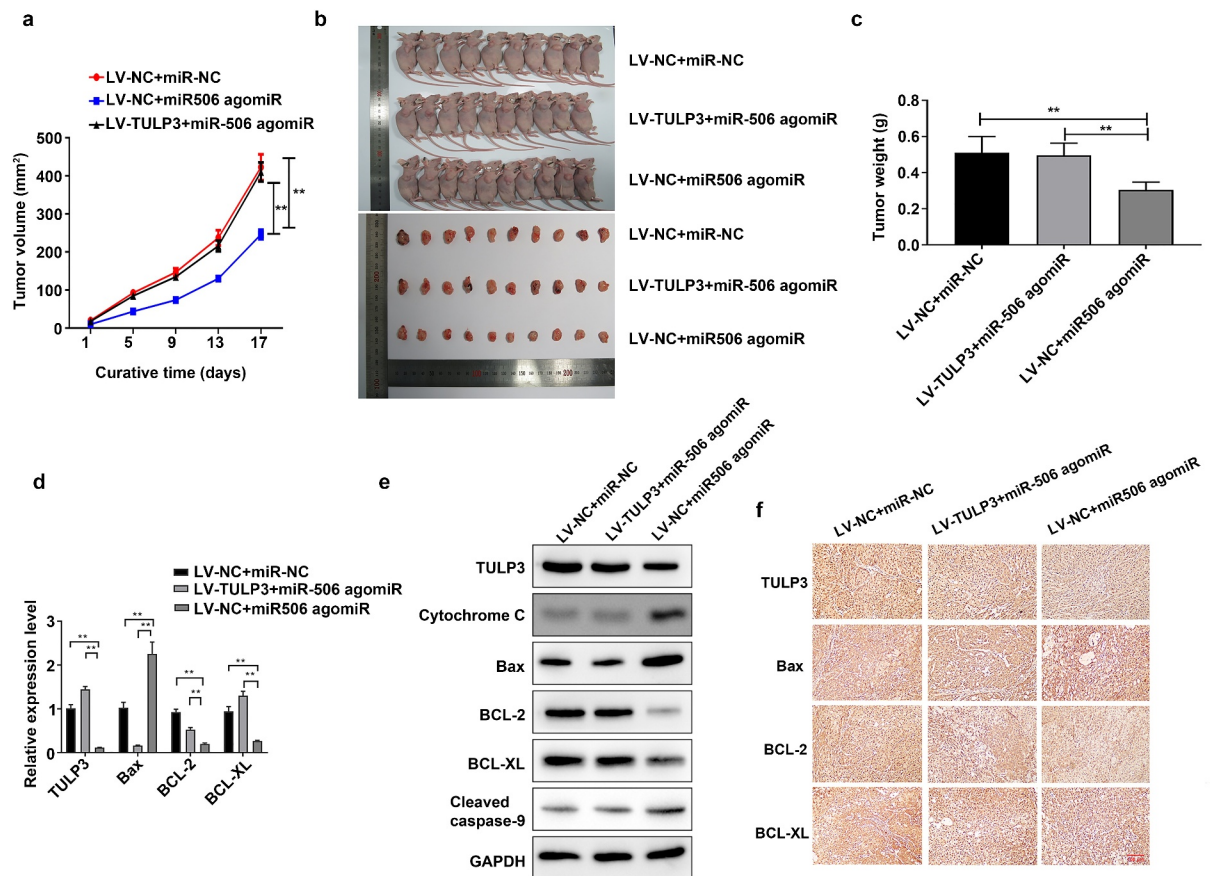 a
LV-NC+miR-NC
LV-NC+miR506 agomiR
LV-TULP3+miR-506 agomiR
Tumor volume (mm²)
500
400
300
200
100
0
1 5 9 13 17
Curative time (days)
**
**
b
LV-NC+miR-NC
LV-TULP3+miR-506 agomiR
LV-NC+miR506 agomiR
LV-NC+miR-NC
LV-TULP3+miR-506 agomiR
LV-NC+miR506 agomiR
c
Tumor weight (g)
0.8
0.6
0.4
0.2
0.0
**
**
LV-NC+miR-NC
LV-TULP3+miR-506 agomiR
LV-NC+miR506 agomiR
d
LV-NC+miR-NC
LV-TULP3+miR-506 agomiR
LV-NC+miR506 agomiR
Relative expression level
3
2
1
0
**
**
**
**
**
**
**
**
TULP3
Bax
BCL-2
BCL-XL
e
LV-NC+miR-NC
LV-TULP3+miR-506 agomiR
LV-NC+miR506 agomiR
TULP3
Cytochrome C
Bax
BCL-2
BCL-XL
Cleaved
caspase-9
GAPDH
f
LV-NC+miR-NC
LV-TULP3+miR-506 agomiR
LV-NC+miR506 agomiR
TULP3
Bax
BCL-2
BCL-XL